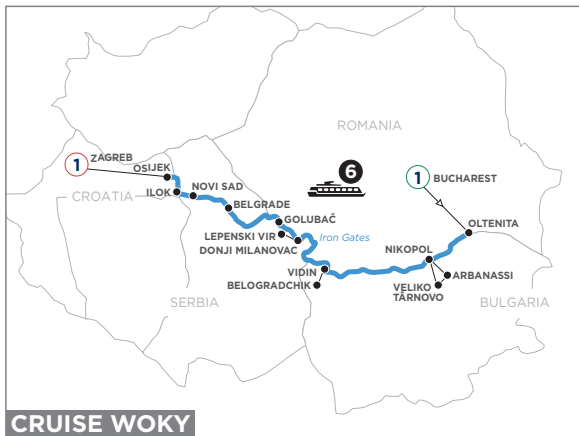 ROMANIA
1
ZAGREB
OSIJEK
6
1
BUCHAREST
CROATIA
ILOK
NOVI SAD
BELGRADE
GOLUBAČ
OLTENITA
LEPENSKI VIR
Iron Gates
DONJI MILANOVAC
NIKOPOL
VIDIN
ARBANASSI
BELOGRADCHIK
VELIKO
TĂRNOVO
SERBIA
BULGARIA
CRUISE WOKY